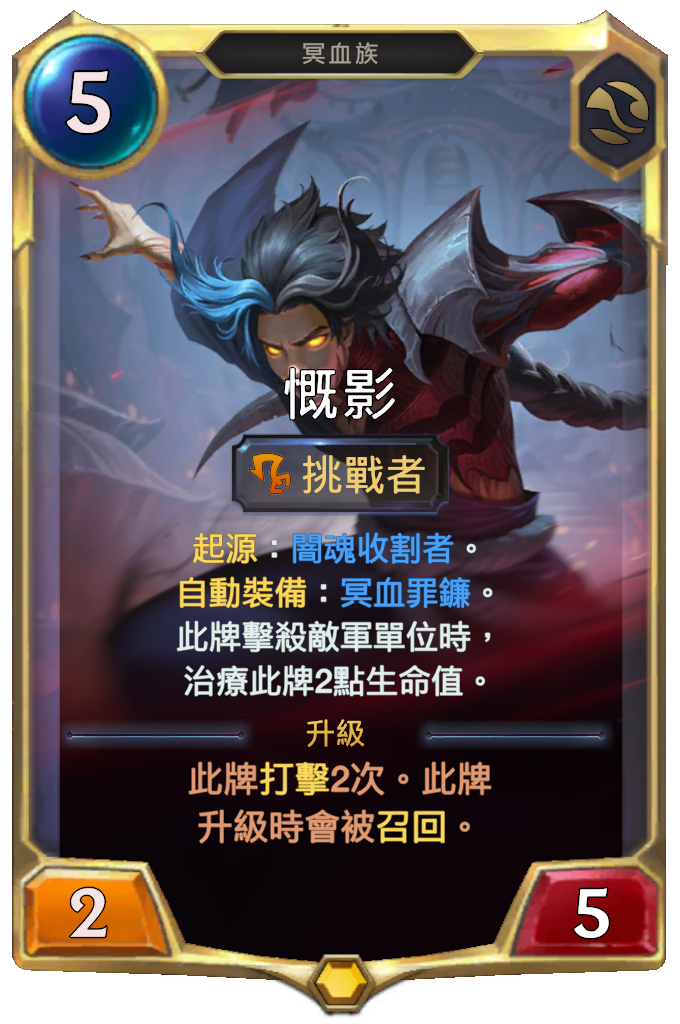 冥血族
5
慨影
挑戰者
起源：闇魂收割者。
自動裝備：冥血罪鐮。
此牌擊殺敵軍單位時，
治療此牌2點生命值。
升級
此牌打擊2次。此牌
升級時會被召回。
2
5